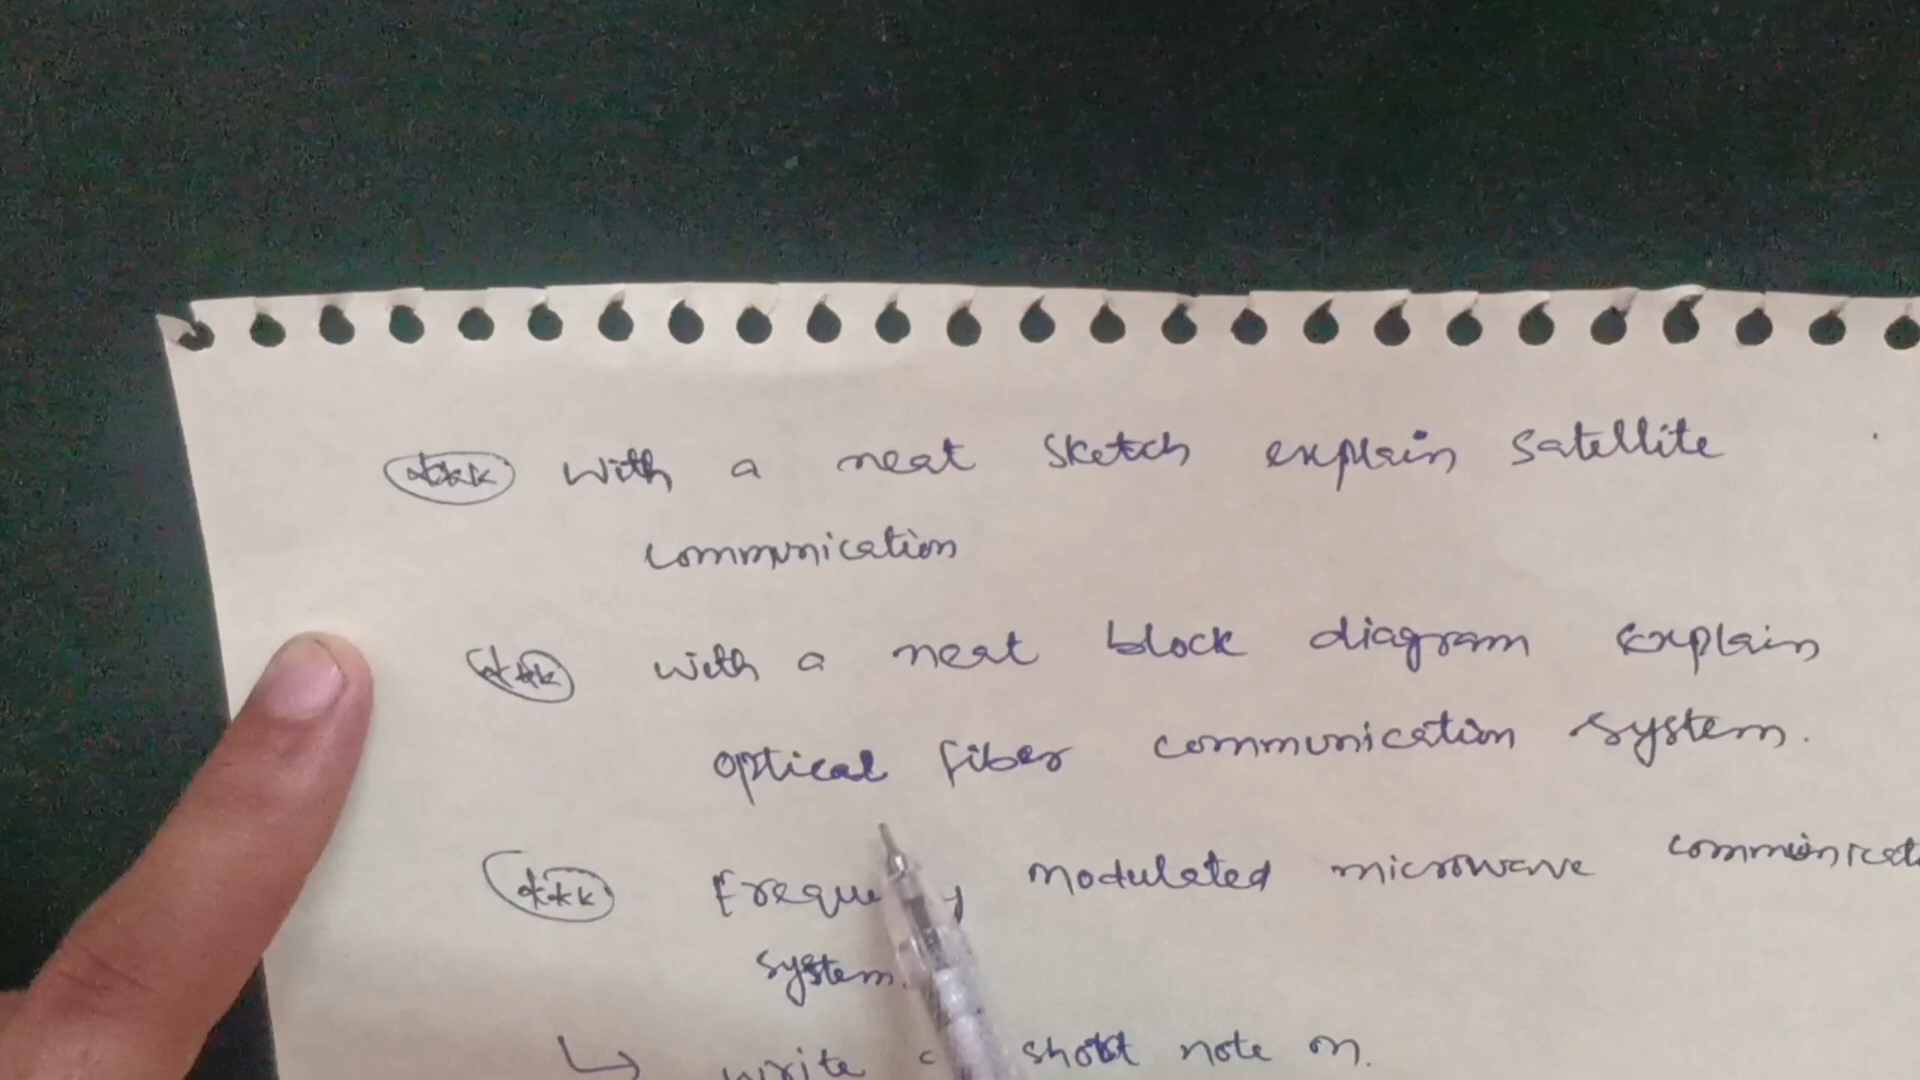 *** with a neat sketch explain satellite
communication
*** with a neat block diagram explain
optical fiber communication system.
*** modulated microwave
system.
↳ write short note on.